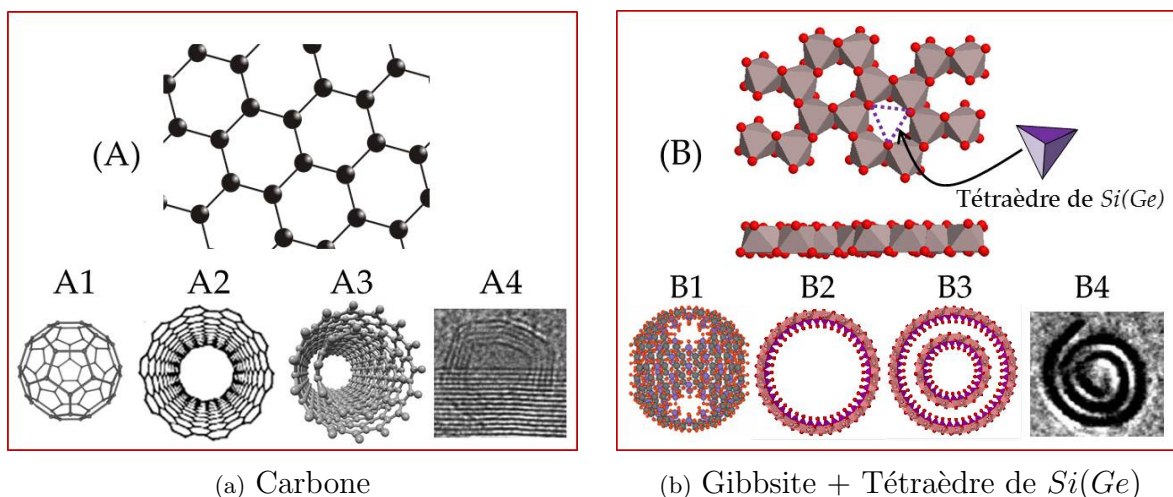 (A)
A1 A2 A3 A4
(a) Carbone
(B)
Tétraèdre de Si(Ge)
B1 B2 B3 B4
(b) Gibbsite + Tétraèdre de Si(Ge)